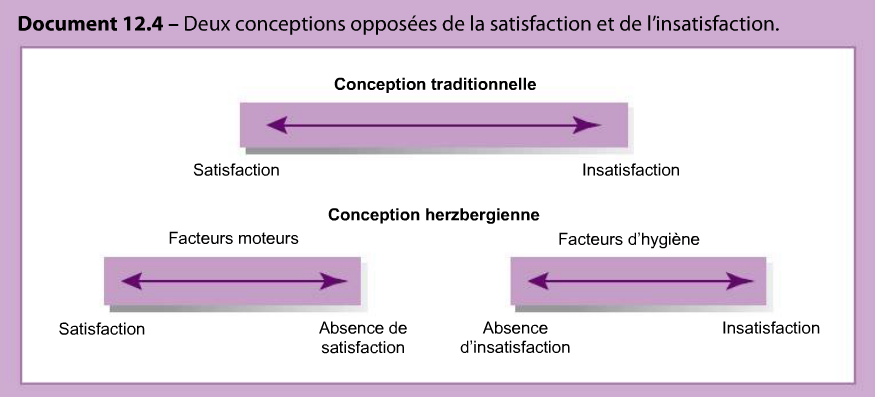 Document 12.4 – Deux conceptions opposées de la satisfaction et de l’insatisfaction.
Conception traditionnelle
Satisfaction
Insatisfaction
Conception herzbergienne
Facteurs moteurs
Facteurs d’hygiène
Satisfaction
Absence de
satisfaction
Absence
d’insatisfaction
Insatisfaction